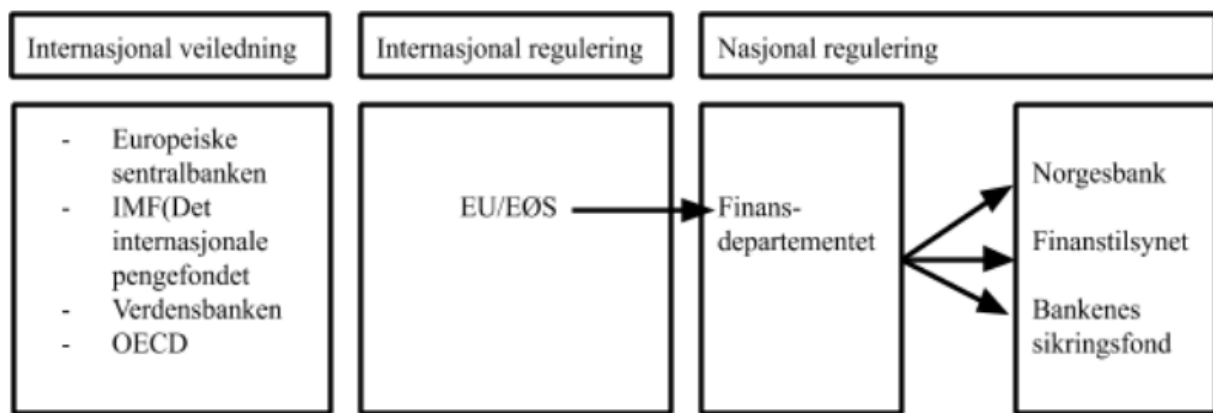 Internasjonal veiledning
Internasjonal regulering
Nasjonal regulering
- Europeiske
sentralbanken
- IMF(Det
internasjonale
pengefondet
- Verdensbanken
- OECD
EU/EØS
Finans-
departementet
Norgesbank
Finanstilsynet
Bankenes
sikringsfond